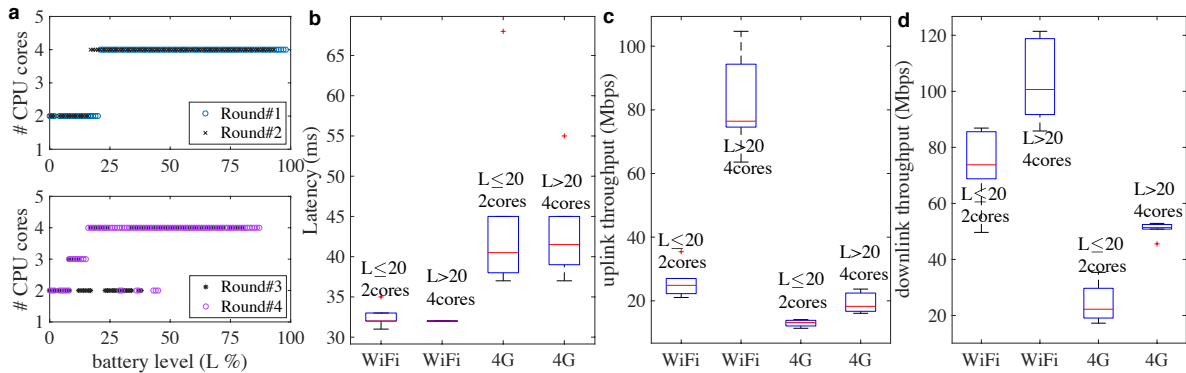 a
# CPU cores
5
4
3
2
1
0
25
50
75
100
Round#1
Round#2
# CPU cores
5
4
3
2
1
0
25
50
75
100
Round#3
Round#4
battery level (L %)
b
Latency (ms)
65
60
55
50
45
40
35
30
L≤20
2cores
L>20
4cores
L≤20
2cores
L>20
4cores
WiFi
WiFi
4G
4G
c
uplink throughput (Mbps)
100
80
60
40
20
L≤20
2cores
L>20
4cores
L≤20
2cores
L>20
4cores
WiFi
WiFi
4G
4G
d
downlink throughput (Mbps)
120
100
80
60
40
20
L≤20
2cores
L>20
4cores
L≤20
2cores
L>20
4cores
WiFi
WiFi
4G
4G